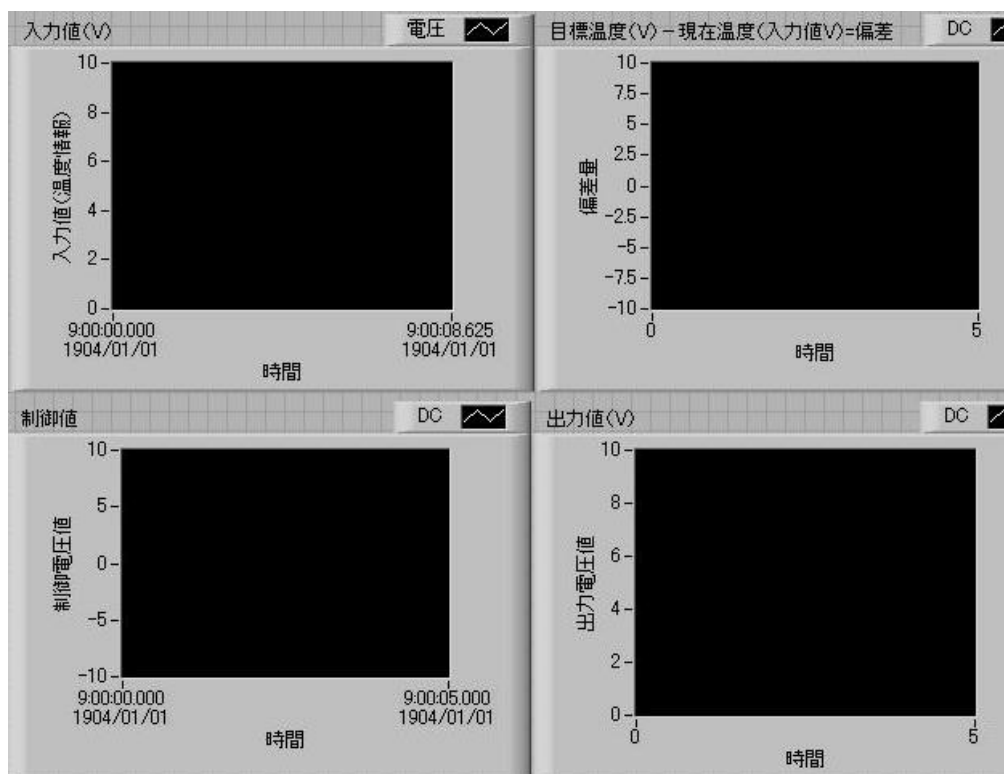 入力値(V)
電圧
入力値(温度情報)
10
8
6
4
2
0
9:00:00.000
1904/01/01
9:00:08.625
1904/01/01
時間
目標温度(V)-現在温度(入力値V)=偏差
DC
偏差量
10
7.5
5
2.5
0
-2.5
-5
-7.5
-10
0
5
時間
制御値
DC
制御電圧値
10
5
0
-5
-10
9:00:00.000
1904/01/01
9:00:05.000
1904/01/01
時間
出力値(V)
DC
出力電圧値
10
8
6
4
2
0
0
5
時間